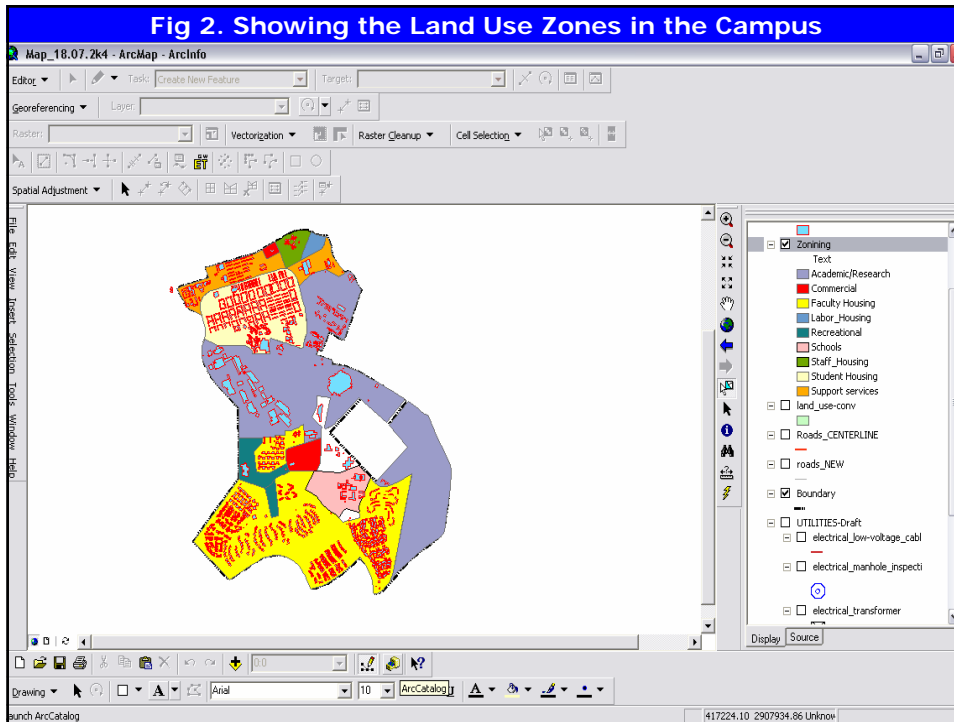 Fig 2. Showing the Land Use Zones in the Campus
Map_18.07.2k4 - ArcMap - ArcInfo
Editor Task: Create New Feature Target:
Georeferencing Layer:
Raster: Vectorization Raster Cleanup Cell Selection
Spatial Adjustment
File Edit View Insert Selection Tools Window Help
Zonining
Text
Academic/Research
Commercial
Faculty Housing
Labor_Housing
Recreational
Schools
Staff_Housing
Student Housing
Support services
land_use-conv
Roads_CENTERLINE
roads_NEW
Boundary
UTILITIES-Draft
electrical_low-voltage_cabl
electrical_manhole_inspecti
electrical_transformer
Display Source
0:0
Drawing A Arial 10 ArcCatalog U A
aunch ArcCatalog 417224.10 2907934.86 Unknow